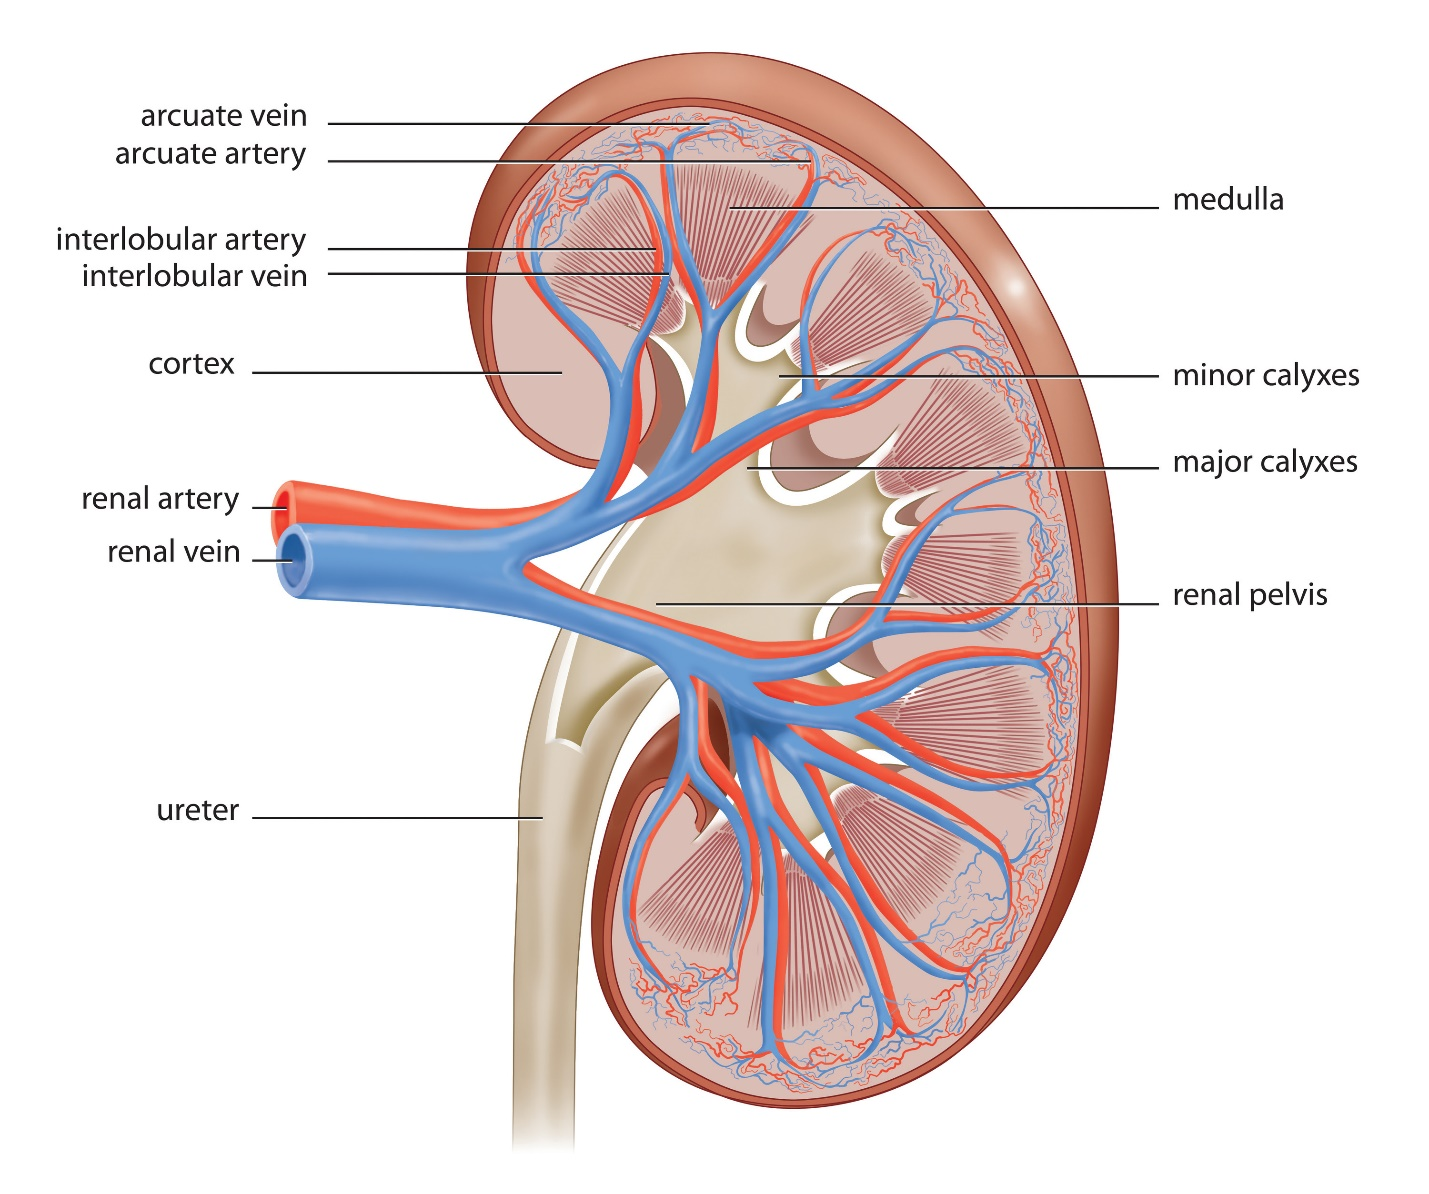 arcuate vein
arcuate artery
interlobular artery
interlobular vein
cortex
renal artery
renal vein
ureter
medulla
minor calyxes
major calyxes
renal pelvis